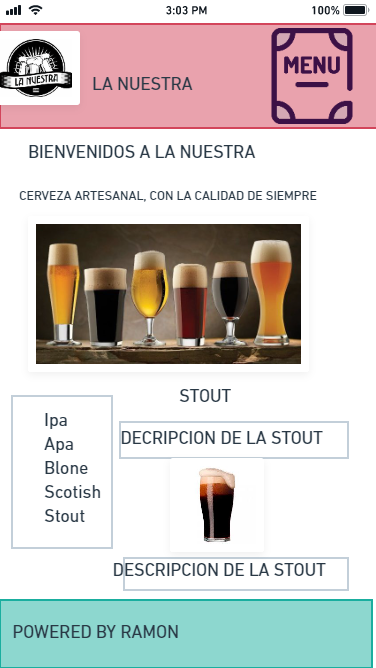 3:03 PM
100%
LA NUESTRA
LA NUESTRA
MENU
BIENVENIDOS A LA NUESTRA
CERVEZA ARTESANAL, CON LA CALIDAD DE SIEMPRE
STOUT
Ipa
Apa
Blone
Scotish
Stout
DECRIPCION DE LA STOUT
DESCRIPCION DE LA STOUT
POWERED BY RAMON